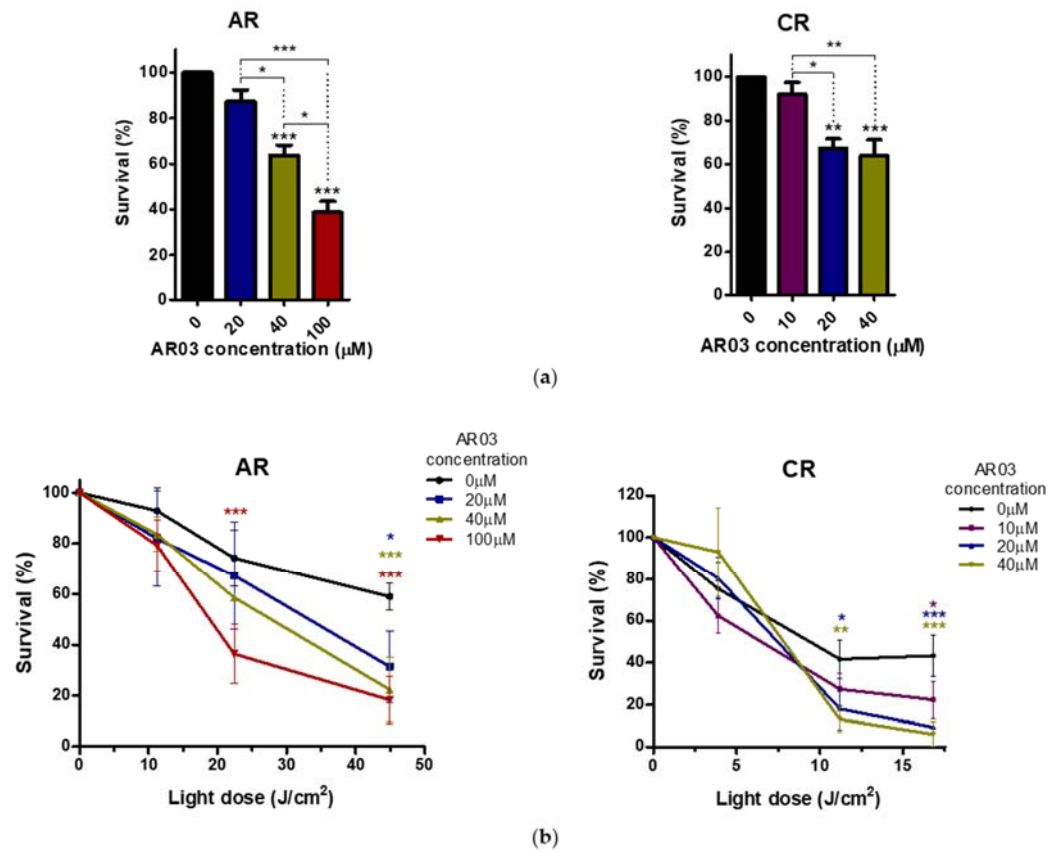 AR
***
*
*
***
***
Survival (%)
100
80
60
40
20
0
0
20
40
100
AR03 concentration (μM)
CR
**
*
**
***
Survival (%)
100
80
60
40
20
0
0
10
20
40
AR03 concentration (μM)
(a)
AR
AR03
concentration
0μM
20μM
40μM
100μM
***
*
***
***
Survival (%)
100
80
60
40
20
0
0
10
20
30
40
50
Light dose (J/cm²)
CR
AR03
concentration
0μM
10μM
20μM
40μM
*
**
*
***
***
Survival (%)
120
100
80
60
40
20
0
0
5
10
15
Light dose (J/cm²)
(b)